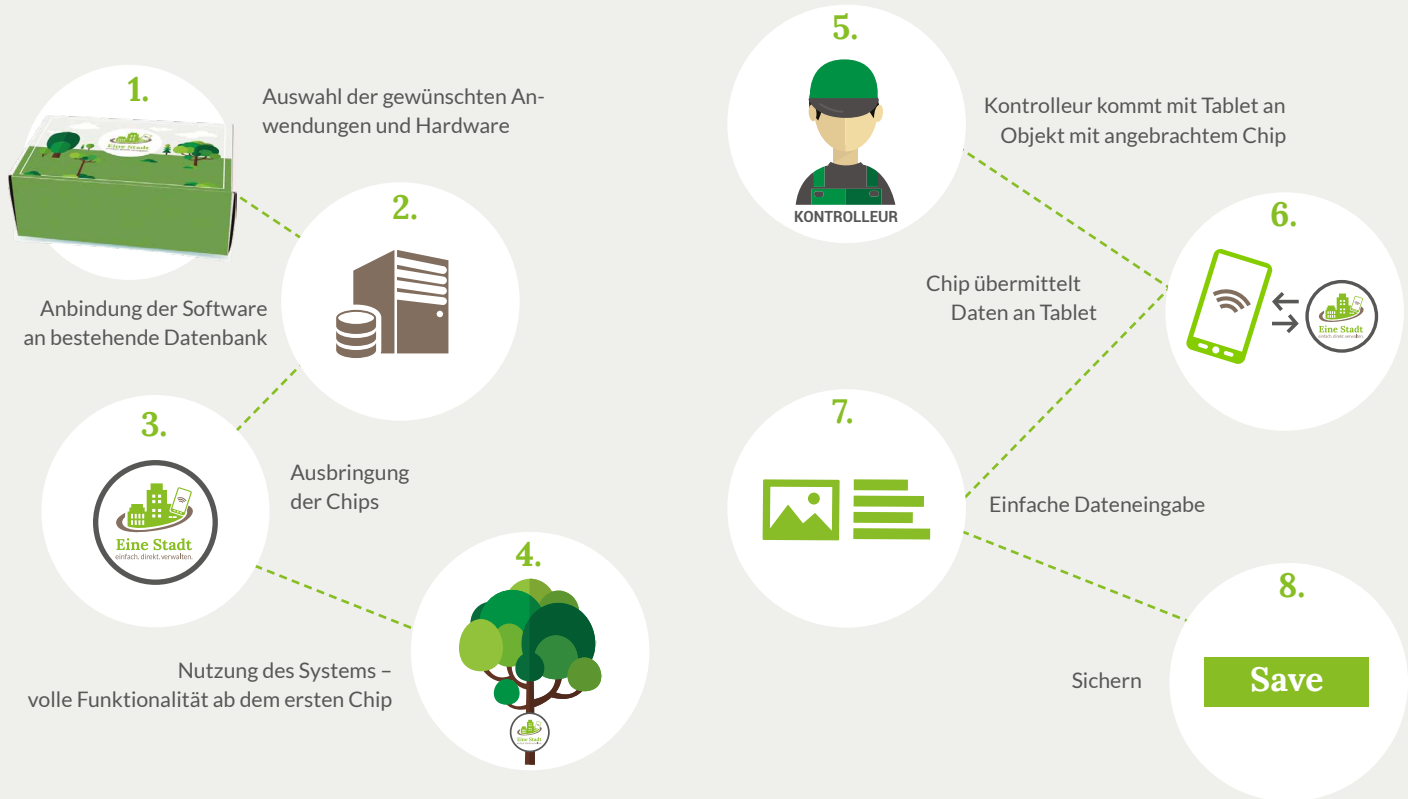 1.
Eine Stadt
Auswahl der gewünschten An-
wendungen und Hardware
2.
Anbindung der Software
an bestehende Datenbank
3.
Eine Stadt
einfach. direkt. verwalten.
Ausbringung
der Chips
4.
Nutzung des Systems –
volle Funktionalität ab dem ersten Chip
Eine Stadt
5.
KONTROLLEUR
Kontrolleur kommt mit Tablet an
Objekt mit angebrachtem Chip
6.
Eine Stadt
einfach. direkt. verwalten.
Chip übermittelt
Daten an Tablet
7.
Einfache Dateneingabe
8.
Sichern
Save